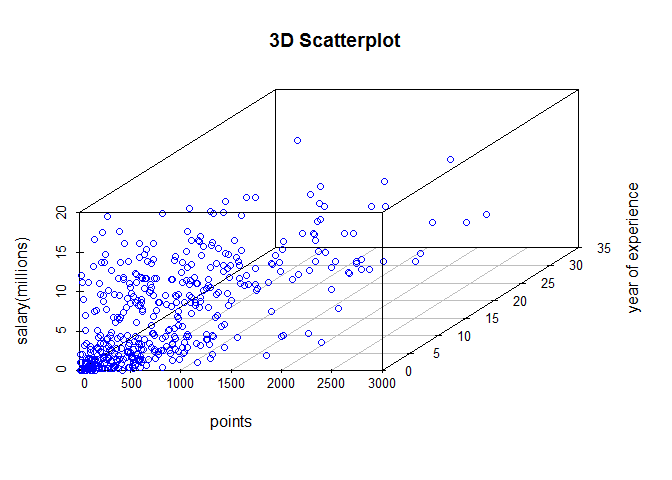 3D Scatterplot
salary(millions)
20
15
10
5
0
0 500 1000 1500 2000 2500 3000
points
0 5 10 15 20 25 30 35
year of experience